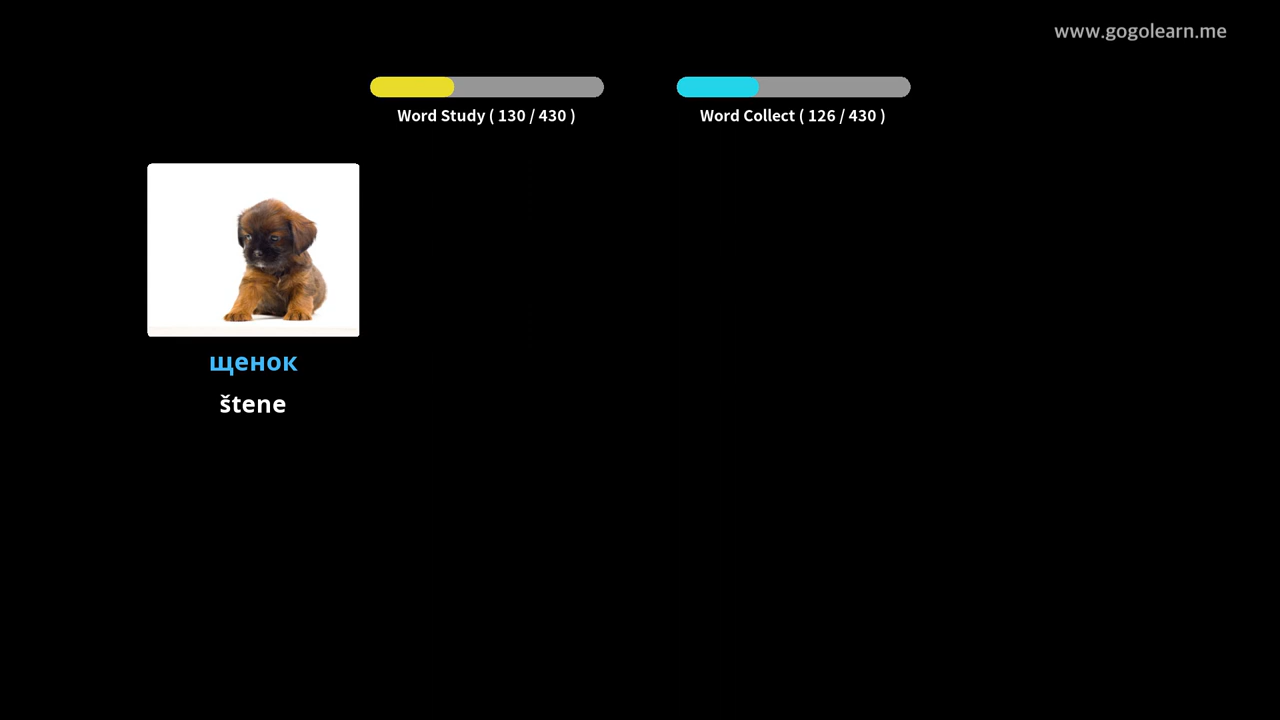 www.gogolearn.me
Word Study ( 130 / 430 )
Word Collect ( 126 / 430 )
щенок
štene